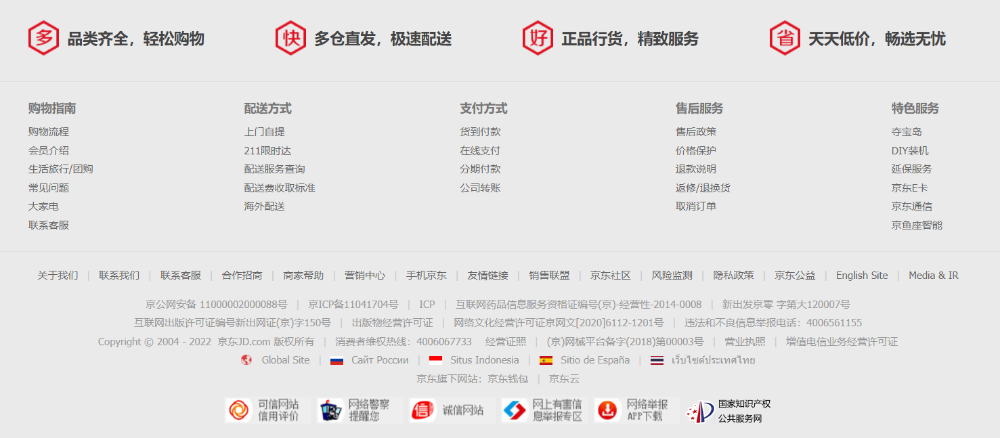 多 品类齐全，轻松购物 快 多仓直发，极速配送 好 正品行货，精致服务 省 天天低价，畅选无忧
购物指南 配送方式 支付方式 售后服务 特色服务
购物流程 上门自提 货到付款 售后政策 夺宝岛
会员介绍 211限时达 在线支付 价格保护 DIY装机
生活旅行/团购 配送服务查询 分期付款 退款说明 延保服务
常见问题 配送费收取标准 公司转账 返修/退换货 京东E卡
大家电 海外配送 取消订单 京东通信
联系客服 京鱼座智能
关于我们 | 联系我们 | 联系客服 | 合作招商 | 商家帮助 | 营销中心 | 手机京东 | 友情链接 | 销售联盟 | 京东社区 | 风险监测 | 隐私政策 | 京东公益 | English Site | Media & IR
京公网安备 11000002000088号 | 京ICP备11041704号 | ICP | 互联网药品信息服务资格证编号(京)-经营性-2014-0008 | 新出发京零 字第大120007号
互联网出版许可证编号新出网证(京)字150号 | 出版物经营许可证 | 网络文化经营许可证京网文[2020]6112-1201号 | 违法和不良信息举报电话：4006561155
Copyright © 2004 - 2022 京东JD.com 版权所有 | 消费者维权热线：4006067733 经营证照 | (京)网械平台备字(2018)第00003号 | 营业执照 | 增值电信业务经营许可证
Global Site | Сайт России | Situs Indonesia | Sitio de España | เว็บไซต์ประเทศไทย
京东旗下网站：京东钱包 | 京东云
可信网站 网络警察 信 诚信网站 网上有害信 网络举报 国家知识产权
信用评价 提醒您 息举报专区 APP下载 公共服务网